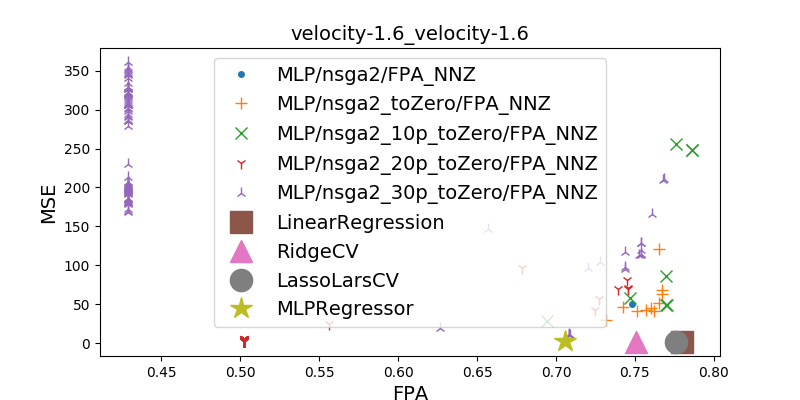 velocity-1.6_velocity-1.6
MSE
350
300
250
200
150
100
50
0
MLP/nsga2/FPA_NNZ
MLP/nsga2_toZero/FPA_NNZ
MLP/nsga2_10p_toZero/FPA_NNZ
MLP/nsga2_20p_toZero/FPA_NNZ
MLP/nsga2_30p_toZero/FPA_NNZ
LinearRegression
RidgeCV
LassoLarsCV
MLPRegressor
0.45 0.50 0.55 0.60 0.65 0.70 0.75 0.80
FPA